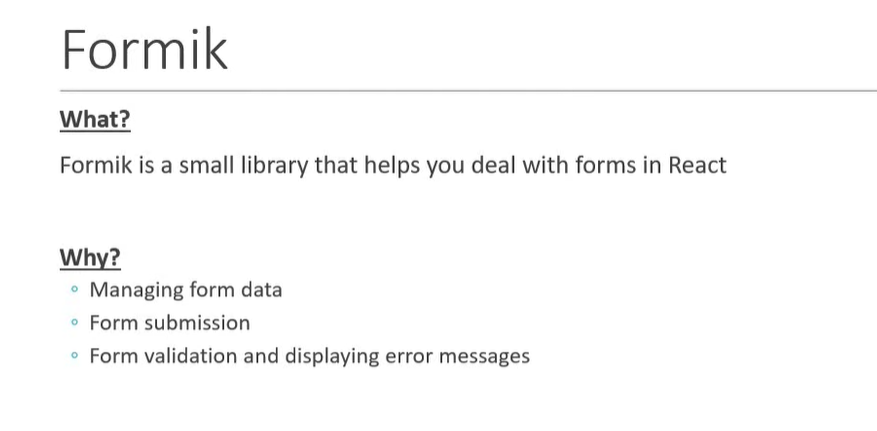 Formik
What?
Formik is a small library that helps you deal with forms in React
Why?
Managing form data
Form submission
Form validation and displaying error messages